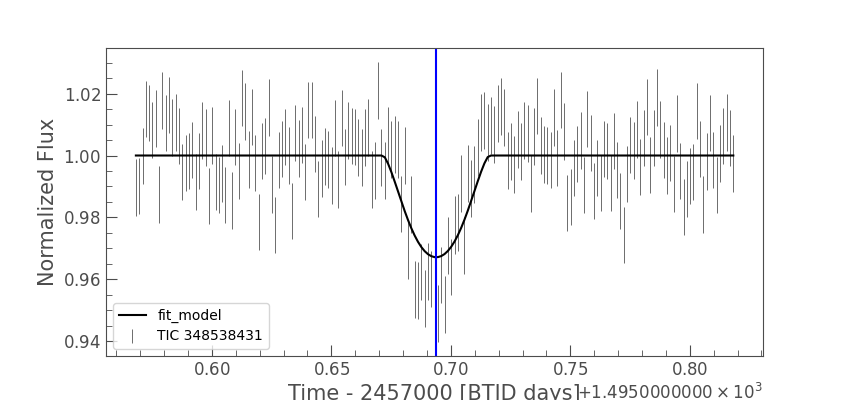 1.02
1.00
0.98
0.96
0.94
Normalized Flux
fit_model
TIC 348538431
0.60 0.65 0.70 0.75 0.80
Time - 2457000 [BTJD days]
+1.4950000000 × 10³